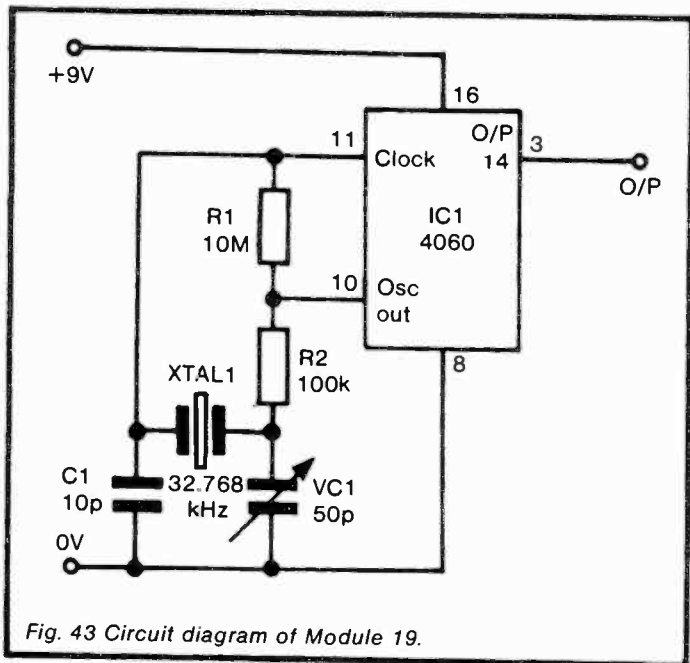 +9V
16
11
Clock
O/P
14
3
O/P
R1
10M
IC1
4060
10
Osc
out
R2
100k
8
XTAL1
C1
10p
32.768
kHz
VC1
50p
0V
Fig. 43 Circuit diagram of Module 19.